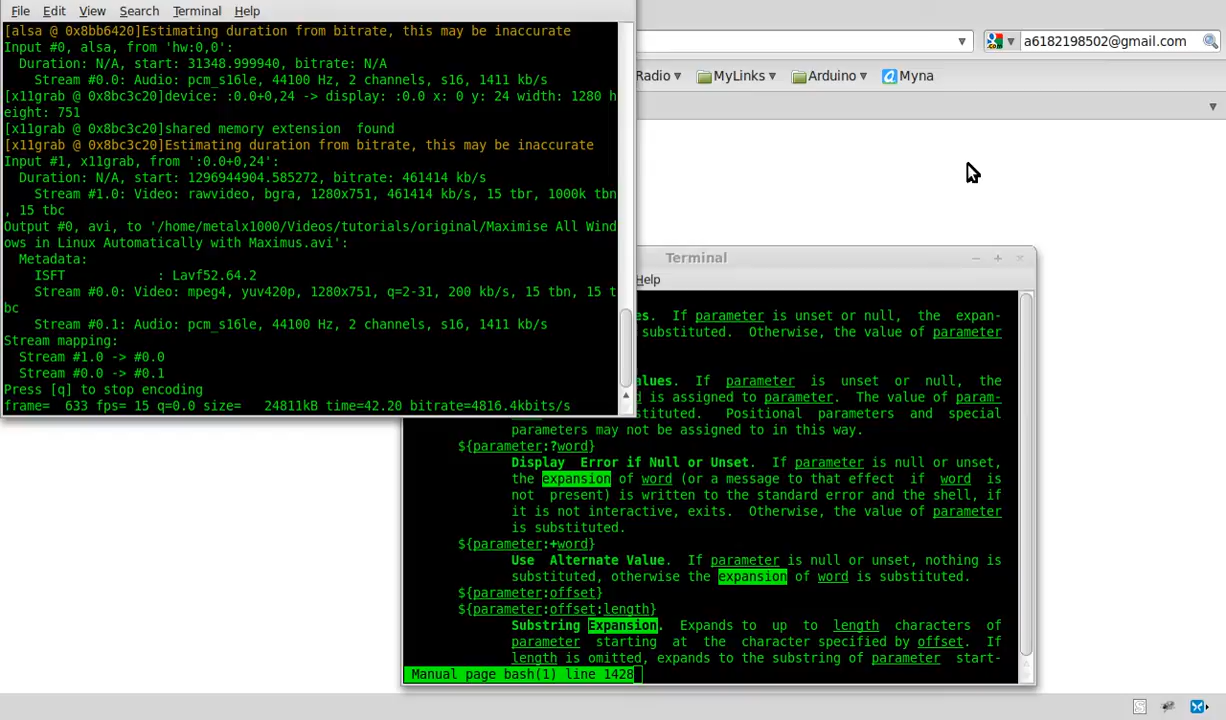 File Edit View Search Terminal Help
[alsa @ 0x8bb6420]Estimating duration from bitrate, this may be inaccurate
Input #0, alsa, from 'hw:0,0':
Duration: N/A, start: 31348.999940, bitrate: N/A
Stream #0.0: Audio: pcm_s16le, 44100 Hz, 2 channels, s16, 1411 kb/s
[x11grab @ 0x8bc3c20]device: :0.0+0,24 -> display: :0.0 x: 0 y: 24 width: 1280 h
eight: 751
[x11grab @ 0x8bc3c20]shared memory extension  found
[x11grab @ 0x8bc3c20]Estimating duration from bitrate, this may be inaccurate
Input #1, x11grab, from ':0.0+0,24':
Duration: N/A, start: 1296944904.585272, bitrate: 461414 kb/s
Stream #1.0: Video: rawvideo, bgra, 1280x751, 461414 kb/s, 15 tbr, 1000k tbn
, 15 tbc
Output #0, avi, to '/home/metalx1000/Videos/tutorials/original/Maximise All Wind
ows in Linux Automatically with Maximus.avi':
Metadata:
ISFT            : Lavf52.64.2
Stream #0.0: Video: mpeg4, yuv420p, 1280x751, q=2-31, 200 kb/s, 15 tbn, 15 t
bc
Stream #0.1: Audio: pcm_s16le, 44100 Hz, 2 channels, s16, 1411 kb/s
Stream mapping:
Stream #1.0 -> #0.0
Stream #0.0 -> #0.1
Press [q] to stop encoding
frame=  633 fps= 15 q=0.0 size=   24811kB time=42.20 bitrate=4816.4kbits/s
a6182198502@gmail.com
Radio MyLinks Arduino Myna
Terminal
Help
es.  If parameter is unset or null,  the  expan-
substituted.  Otherwise, the value of parameter
alues.  If  parameter  is  unset  or  null,  the
is assigned to parameter.  The value of param-
stituted.   Positional  parameters  and  special
parameters may not be assigned to in this way.
${parameter:?word}
Display  Error if Null or Unset.  If parameter is null or unset,
the expansion of word (or a message to that effect  if  word  is
not  present) is written to the standard error and the shell, if
it is not interactive, exits.  Otherwise, the value of parameter
is substituted.
${parameter:+word}
Use  Alternate Value.  If parameter is null or unset, nothing is
substituted, otherwise the expansion of word is substituted.
${parameter:offset}
${parameter:offset:length}
Substring Expansion.  Expands to  up  to  length  characters  of
parameter  starting  at  the  character specified by offset.  If
length is omitted, expands to the substring of parameter  start-
Manual page bash(1) line 1428